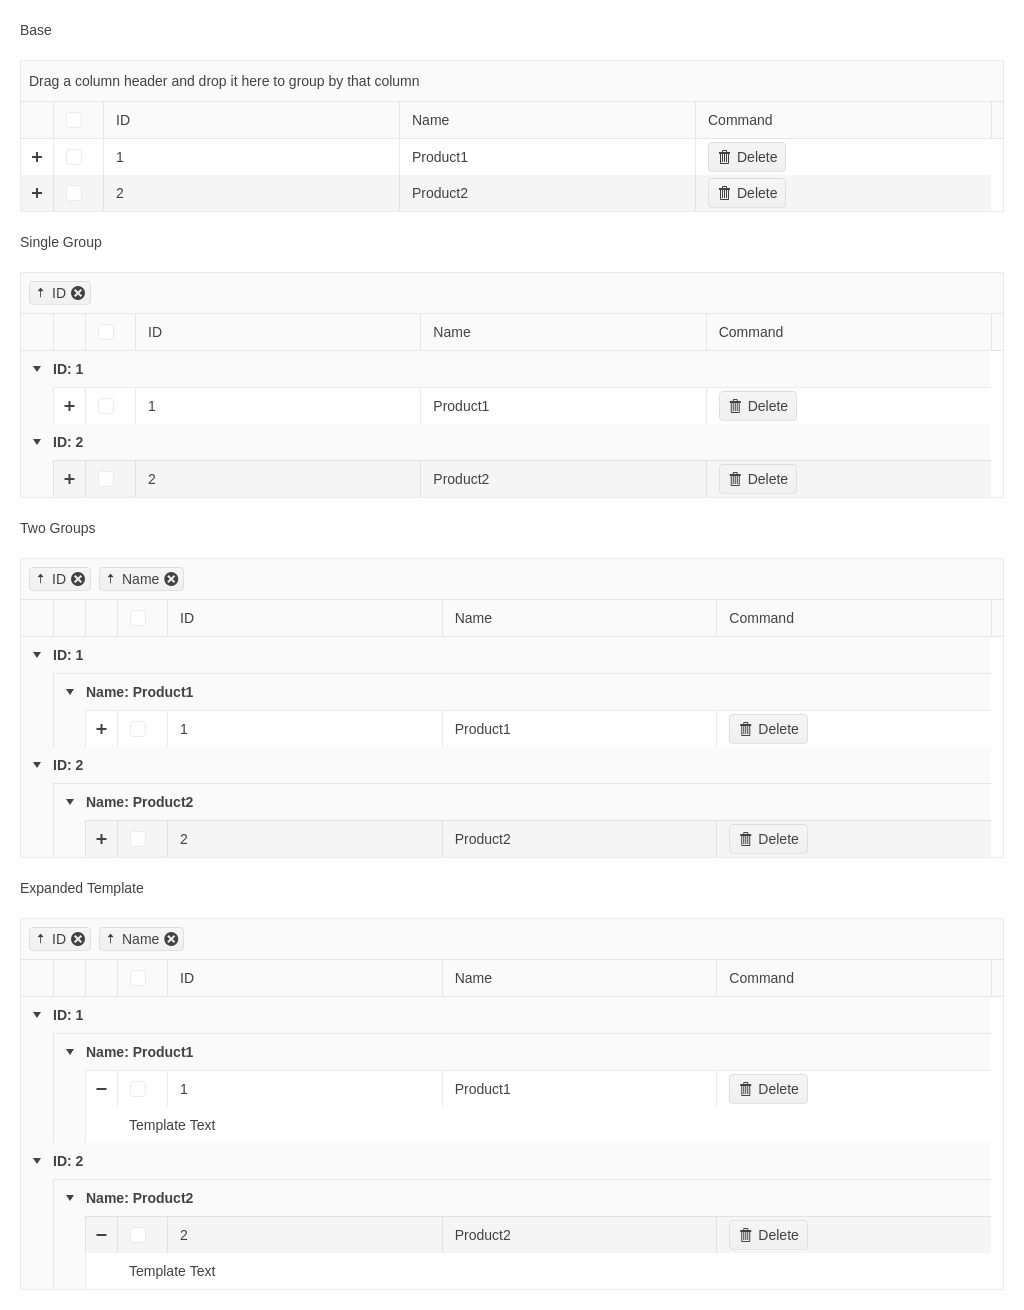 Base
Drag a column header and drop it here to group by that column
ID Name Command
1 Product1 Delete
2 Product2 Delete
Single Group
ID
ID Name Command
ID: 1
1 Product1 Delete
ID: 2
2 Product2 Delete
Two Groups
ID Name
ID Name Command
ID: 1
Name: Product1
1 Product1 Delete
ID: 2
Name: Product2
2 Product2 Delete
Expanded Template
ID Name
ID Name Command
ID: 1
Name: Product1
1 Product1 Delete
Template Text
ID: 2
Name: Product2
2 Product2 Delete
Template Text